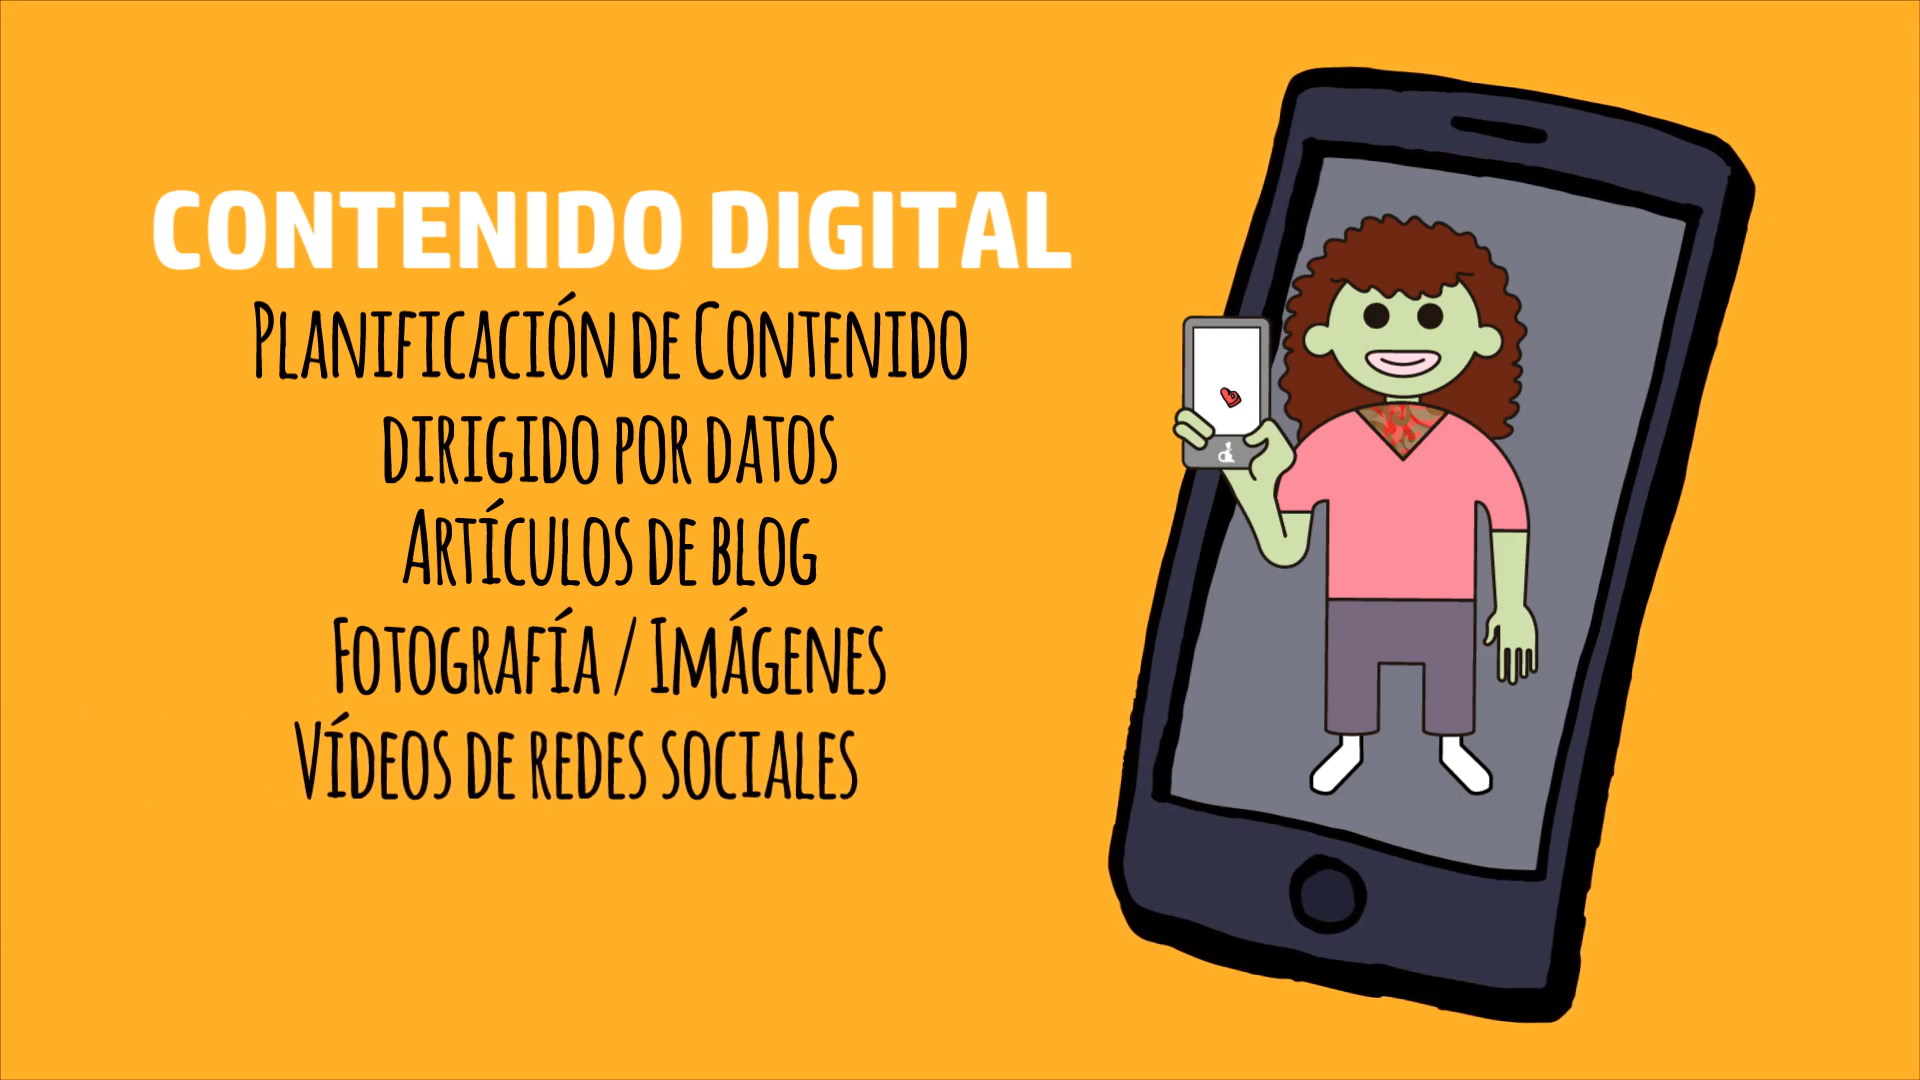 CONTENIDO DIGITAL
Planificación de Contenido
dirigido por datos
Artículos de blog
Fotografía / Imágenes
Vídeos de redes sociales